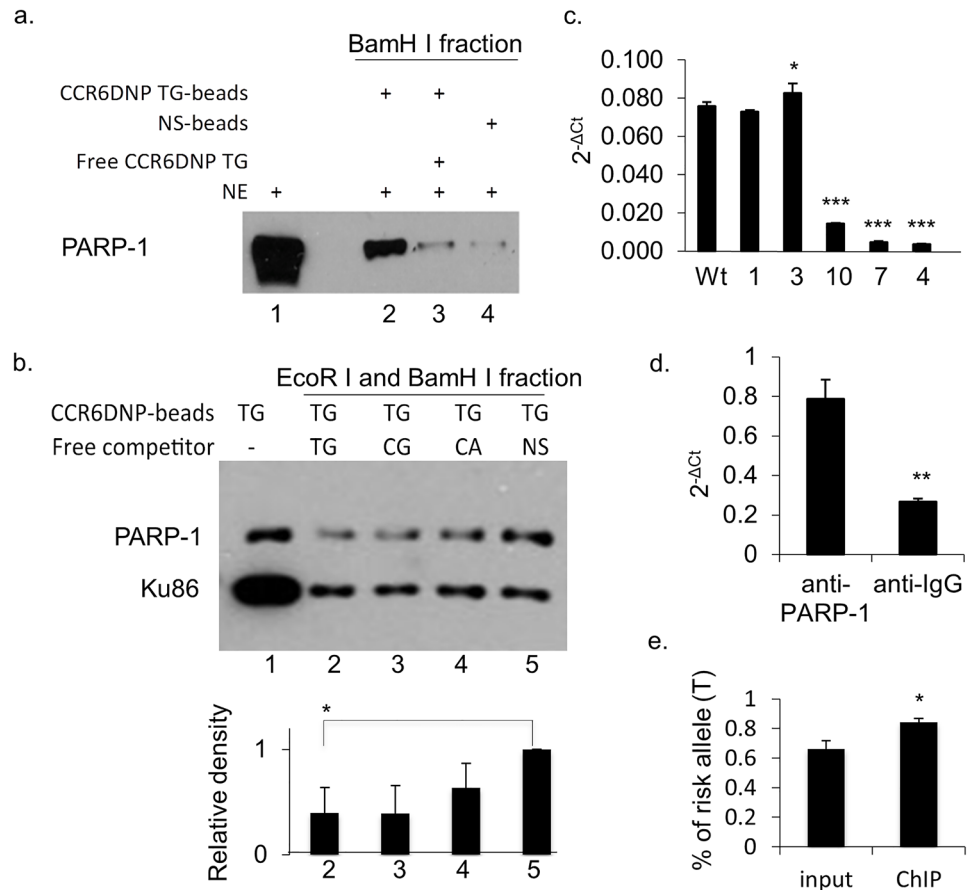 a.
BamH I fraction
CCR6DNP TG-beads + +
NS-beads +
Free CCR6DNP TG +
NE + + + +
PARP-1
1 2 3 4
b.
EcoR I and BamH I fraction
CCR6DNP-beads TG TG TG TG TG
Free competitor - TG CG CA NS
PARP-1
Ku86
1 2 3 4 5
Relative density
*
1
0
2 3 4 5
c.
2-ΔCt
0.100
0.080
0.060
0.040
0.020
0.000
* *** *** ***
Wt 1 3 10 7 4
d.
2-ΔCt
1
0.8
0.6
0.4
0.2
0
**
anti- anti-IgG
PARP-1
e.
% of risk allele (T)
1
0.8
0.6
0.4
0.2
0
*
input ChIP